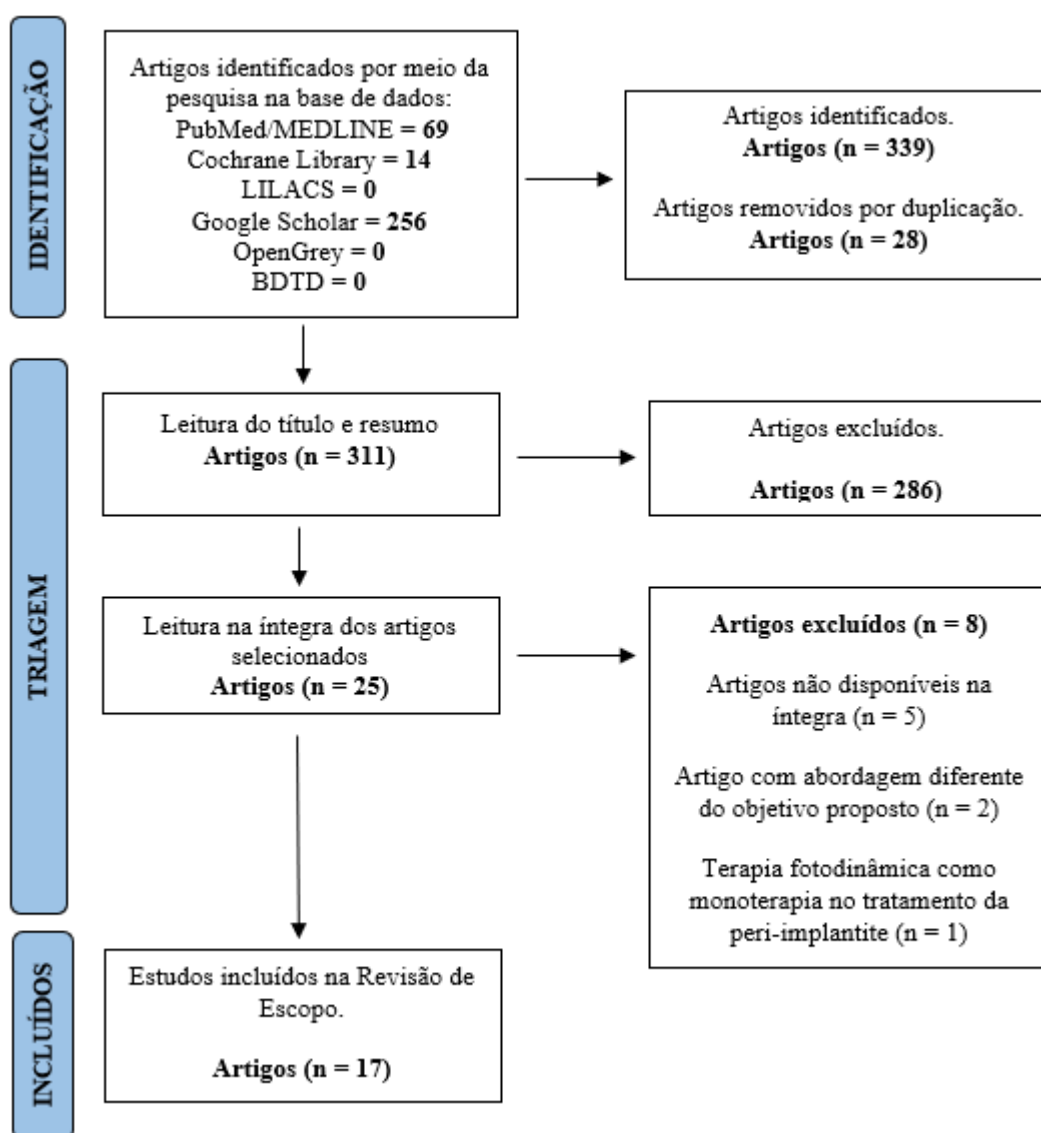 IDENTIFICAÇÃO
Artigos identificados por meio da
pesquisa na base de dados:
PubMed/MEDLINE = 69
Cochrane Library = 14
LILACS = 0
Google Scholar = 256
OpenGrey = 0
BDTD = 0
Artigos identificados.
Artigos (n = 339)
Artigos removidos por duplicação.
Artigos (n = 28)
TRIAGEM
Leitura do título e resumo
Artigos (n = 311)
Artigos excluídos.
Artigos (n = 286)
Leitura na íntegra dos artigos
selecionados
Artigos (n = 25)
Artigos excluídos (n = 8)
Artigos não disponíveis na
íntegra (n = 5)
Artigo com abordagem diferente
do objetivo proposto (n = 2)
Terapia fotodinâmica como
monoterapia no tratamento da
peri-implantite (n = 1)
INCLUÍDOS
Estudos incluídos na Revisão de
Escopo.
Artigos (n = 17)